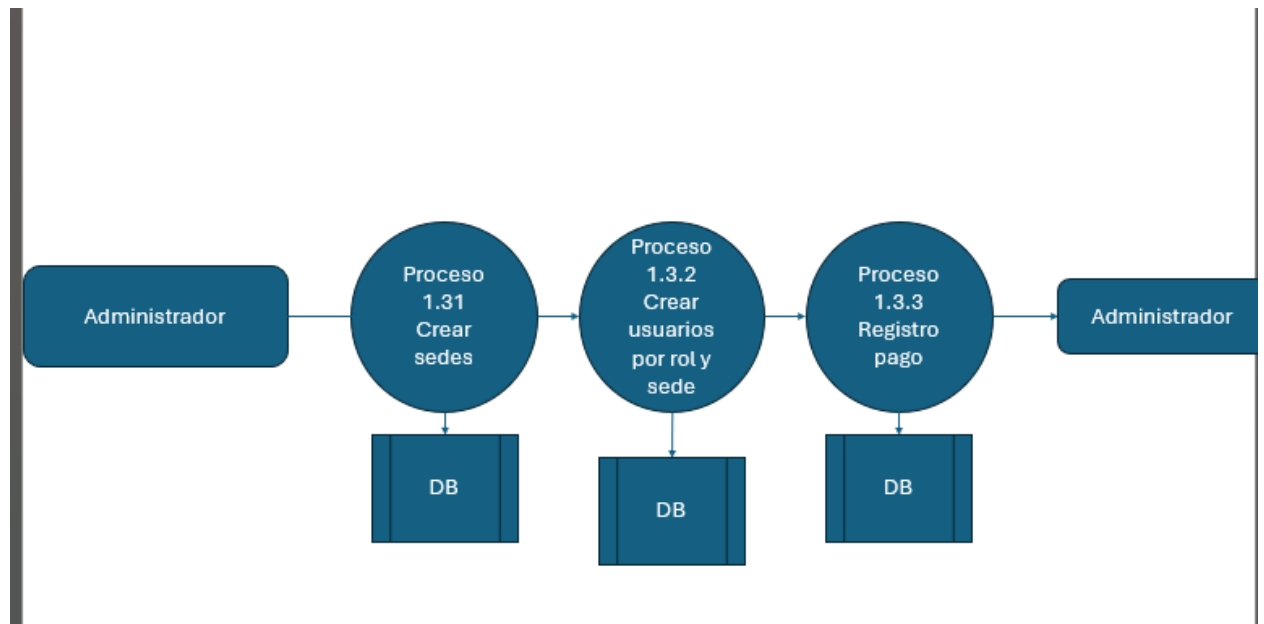 Administrador
Proceso
1.31
Crear
sedes
Proceso
1.3.2
Crear
usuarios
por rol y
sede
Proceso
1.3.3
Registro
pago
Administrador
DB
DB
DB